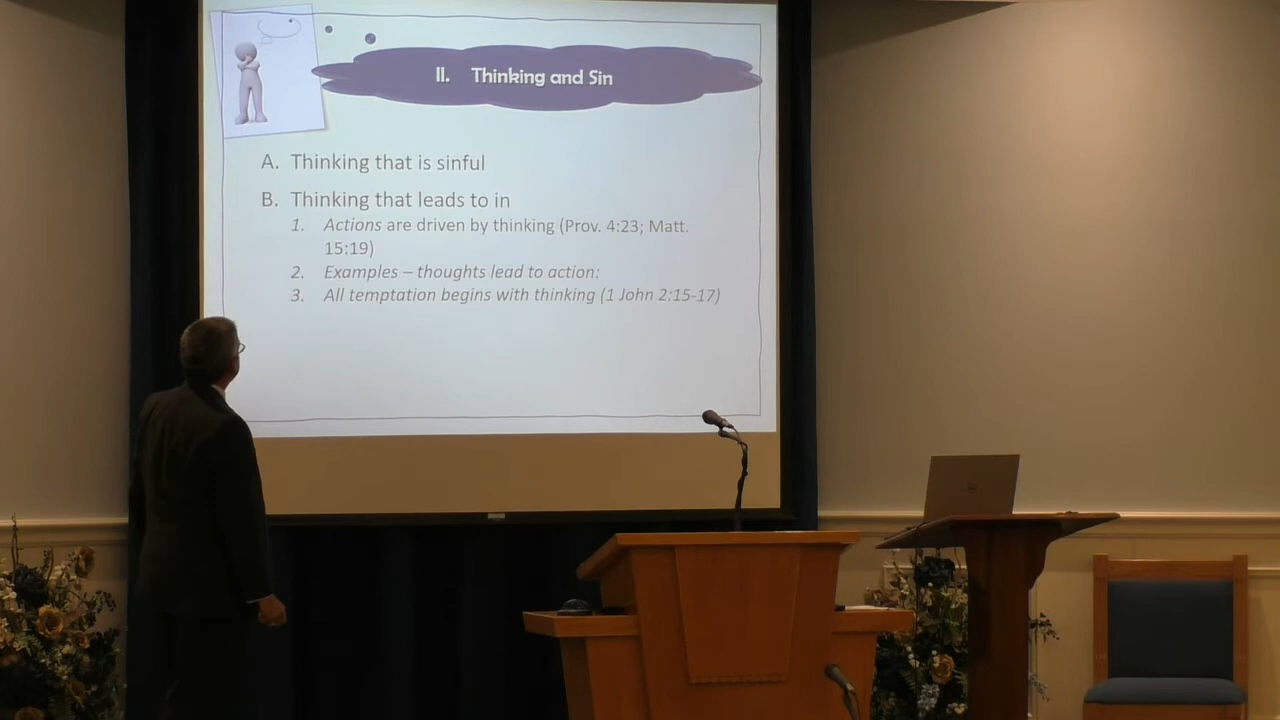 II. Thinking and Sin
A. Thinking that is sinful
B. Thinking that leads to in
1. Actions are driven by thinking (Prov. 4:23; Matt.
15:19)
2. Examples – thoughts lead to action:
3. All temptation begins with thinking (1 John 2:15-17)